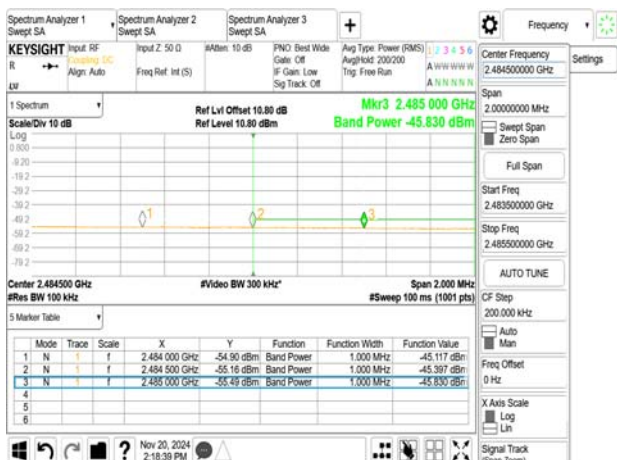 Spectrum Analyzer 1
Swept SA
Spectrum Analyzer 2
Swept SA
Spectrum Analyzer 3
Swept SA
+
Frequency
Settings
KEYSIGHT
R
Input: RF
Coupling: DC
Align: Auto
Input Z: 50 Ω
Freq Ref: Int (S)
#Atten: 10 dB
PNO: Best Wide
Gate: Off
IF Gain: Low
Sig Track: Off
Avg Type: Power (RMS)
Avg|Hold: 200/200
Trig: Free Run
1 2 3 4 5 6
A W W W W W
A N N N N N
1 Spectrum
Scale/Div 10 dB
Ref Lvl Offset 10.80 dB
Ref Level 10.80 dBm
Mkr3 2.485 000 GHz
Band Power -45.830 dBm
Log
0.800
-9.20
-19.2
-29.2
-39.2
-49.2
-59.2
-69.2
-79.2
1
2
3
Center 2.484500 GHz
#Res BW 100 kHz
#Video BW 300 kHz*
Span 2.000 MHz
#Sweep 100 ms (1001 pts)
5 Marker Table
Mode Trace Scale X Y Function Function Width Function Value
1 N 1 f 2.484 000 GHz -54.90 dBm Band Power 1.000 MHz -45.117 dBm
2 N 1 f 2.484 500 GHz -55.16 dBm Band Power 1.000 MHz -45.397 dBm
3 N 1 f 2.485 000 GHz -55.49 dBm Band Power 1.000 MHz -45.830 dBm
4
5
6
?
Nov 20, 2024
2:18:39 PM
Center Frequency
2.484500000 GHz
Span
2.00000000 MHz
Swept Span
Zero Span
Full Span
Start Freq
2.483500000 GHz
Stop Freq
2.485500000 GHz
AUTO TUNE
CF Step
200.000 kHz
Auto
Man
Freq Offset
0 Hz
X Axis Scale
Log
Lin
Signal Track
(Span Zoom)